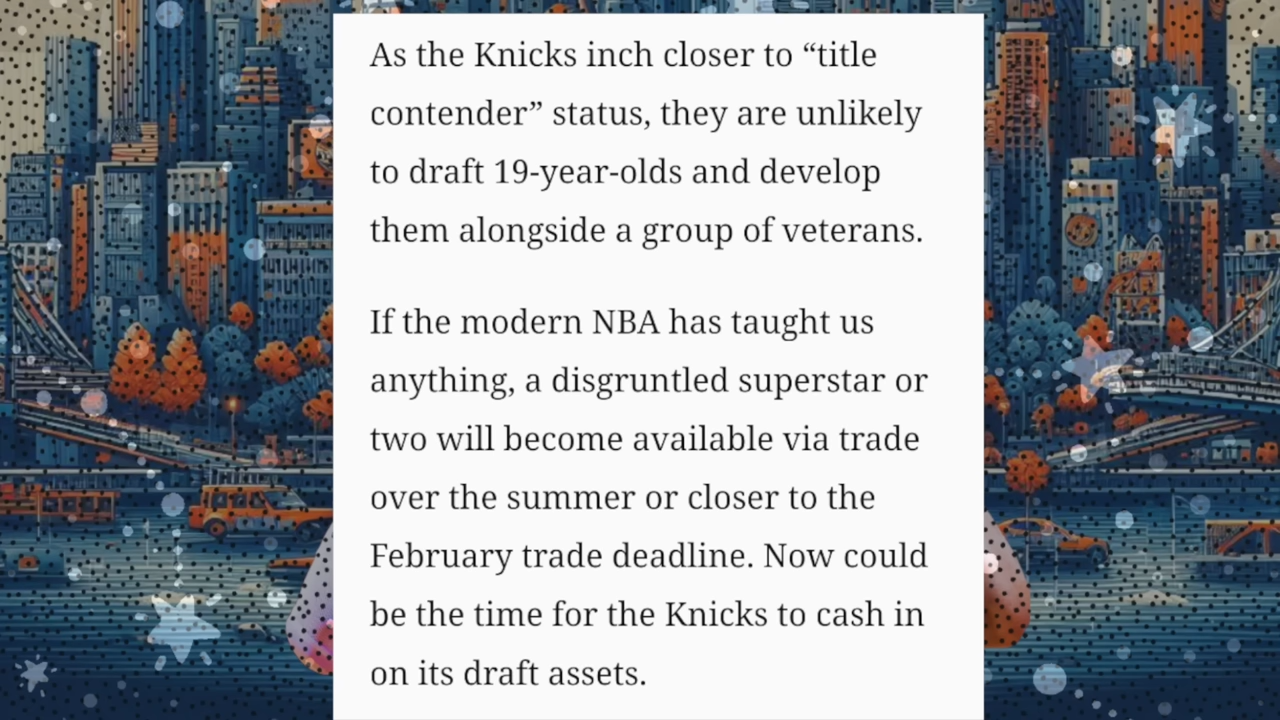 As the Knicks inch closer to “title
contender” status, they are unlikely
to draft 19-year-olds and develop
them alongside a group of veterans.
If the modern NBA has taught us
anything, a disgruntled superstar or
two will become available via trade
over the summer or closer to the
February trade deadline. Now could
be the time for the Knicks to cash in
on its draft assets.